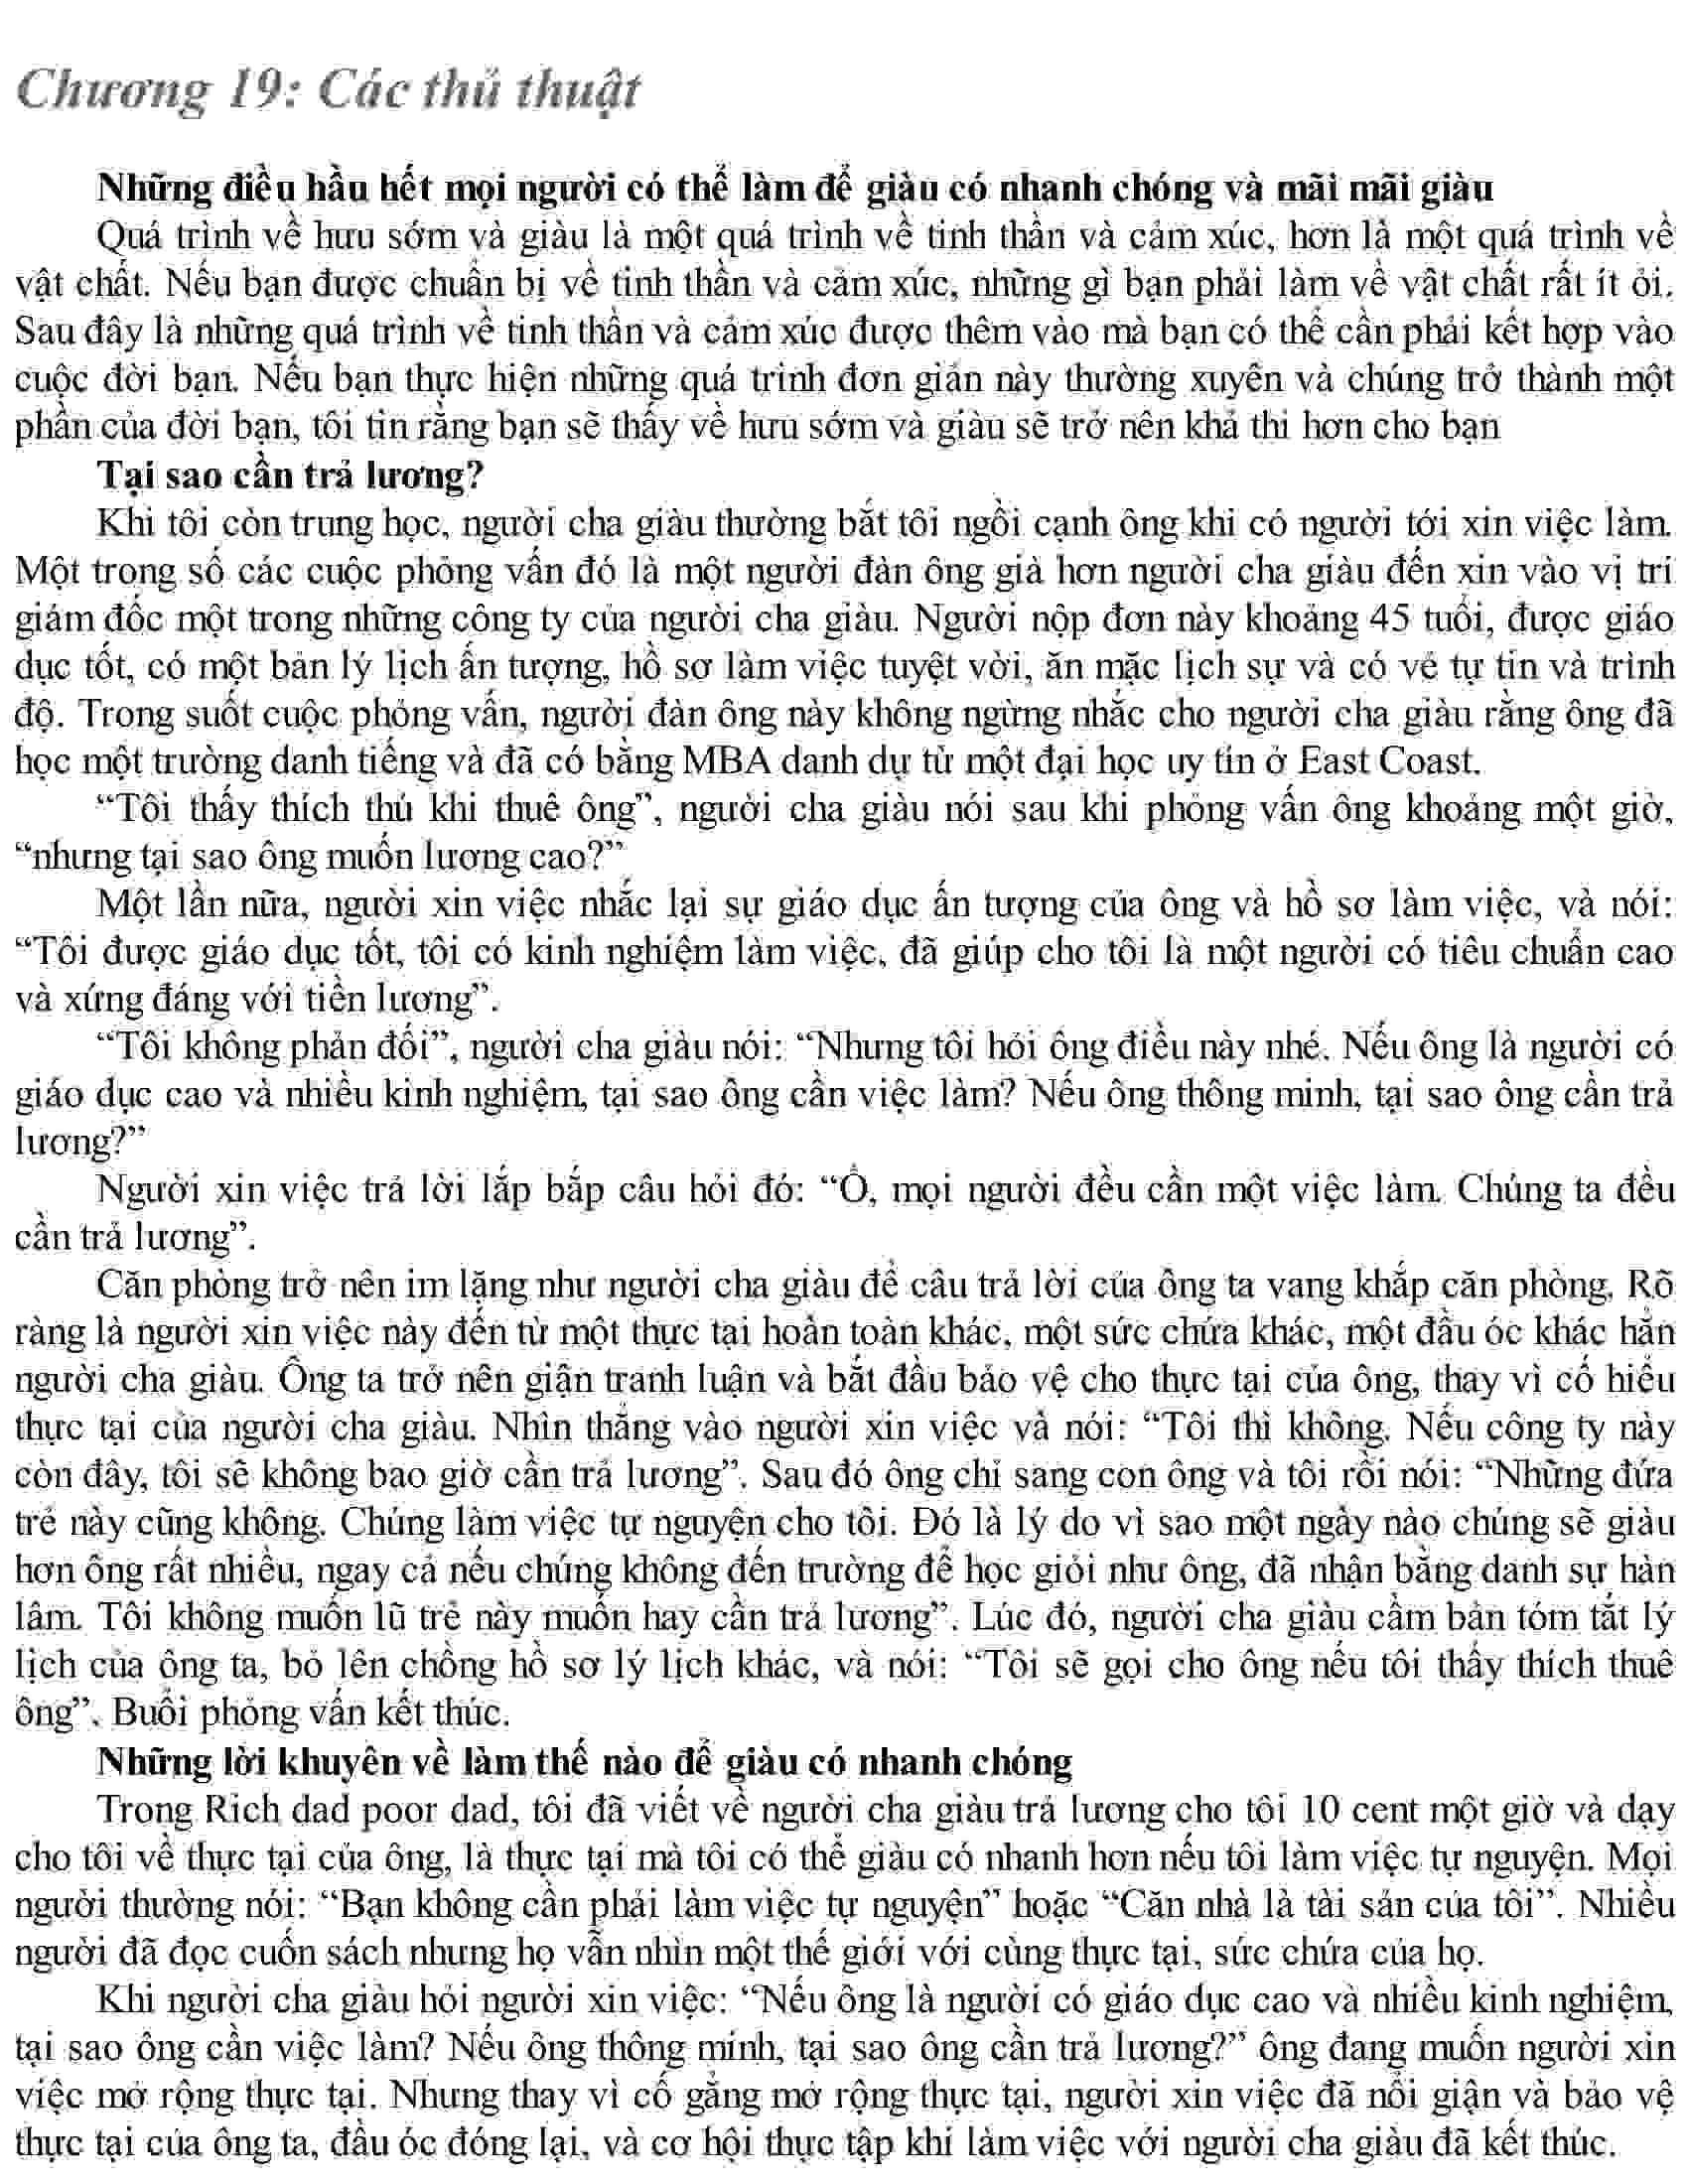 Chương 19: Các thủ thuật
Những điều hầu hết mọi người có thể làm để giàu có nhanh chóng và mãi mãi giàu
Quá trình về hưu sớm và giàu là một quá trình về tinh thần và cảm xúc, hơn là một quá trình về
vật chất. Nếu bạn được chuẩn bị về tinh thần và cảm xúc, những gì bạn phải làm về vật chất rất ít ỏi.
Sau đây là những quá trình về tinh thần và cảm xúc được thêm vào mà bạn có thể cần phải kết hợp vào
cuộc đời bạn. Nếu bạn thực hiện những quá trình đơn giản này thường xuyên và chúng trở thành một
phần của đời bạn, tôi tin rằng bạn sẽ thấy về hưu sớm và giàu sẽ trở nên khả thi hơn cho bạn
Tại sao cần trả lương?
Khi tôi còn trung học, người cha giàu thường bắt tôi ngồi cạnh ông khi có người tới xin việc làm.
Một trong số các cuộc phỏng vấn đó là một người đàn ông già hơn người cha giàu đến xin vào vị trí
giám đốc một trong những công ty của người cha giàu. Người nộp đơn này khoảng 45 tuổi, được giáo
dục tốt, có một bản lý lịch ấn tượng, hồ sơ làm việc tuyệt vời, ăn mặc lịch sự và có vẻ tự tin và trình
độ. Trong suốt cuộc phỏng vấn, người đàn ông này không ngừng nhắc cho người cha giàu rằng ông đã
học một trường danh tiếng và đã có bằng MBA danh dự từ một đại học uy tín ở East Coast.
“Tôi thấy thích thú khi thuê ông”, người cha giàu nói sau khi phỏng vấn ông khoảng một giờ,
“nhưng tại sao ông muốn lương cao?”
Một lần nữa, người xin việc nhắc lại sự giáo dục ấn tượng của ông và hồ sơ làm việc, và nói:
“Tôi được giáo dục tốt, tôi có kinh nghiệm làm việc, đã giúp cho tôi là một người có tiêu chuẩn cao
và xứng đáng với tiền lương”.
“Tôi không phản đối”, người cha giàu nói: “Nhưng tôi hỏi ông điều này nhé. Nếu ông là người có
giáo dục cao và nhiều kinh nghiệm, tại sao ông cần việc làm? Nếu ông thông minh, tại sao ông cần trả
lương?”
Người xin việc trả lời lắp bắp câu hỏi đó: “Ồ, mọi người đều cần một việc làm. Chúng ta đều
cần trả lương”.
Căn phòng trở nên im lặng như người cha giàu để câu trả lời của ông ta vang khắp căn phòng. Rõ
ràng là người xin việc này đến từ một thực tại hoàn toàn khác, một sức chứa khác, một đầu óc khác hẳn
người cha giàu. Ông ta trở nên giận tranh luận và bắt đầu bảo vệ cho thực tại của ông, thay vì cố hiểu
thực tại của người cha giàu. Nhìn thẳng vào người xin việc và nói: “Tôi thì không. Nếu công ty này
còn đây, tôi sẽ không bao giờ cần trả lương”. Sau đó ông chỉ sang con ông và tôi rồi nói: “Những đứa
trẻ này cũng không. Chúng làm việc tự nguyện cho tôi. Đó là lý do vì sao một ngày nào chúng sẽ giàu
hơn ông rất nhiều, ngay cả nếu chúng không đến trường để học giỏi như ông, đã nhận bằng danh sự hàn
lâm. Tôi không muốn lũ trẻ này muốn hay cần trả lương”. Lúc đó, người cha giàu cầm bản tóm tắt lý
lịch của ông ta, bỏ lên chồng hồ sơ lý lịch khác, và nói: “Tôi sẽ gọi cho ông nếu tôi thấy thích thuê
ông”. Buổi phỏng vấn kết thúc.
Những lời khuyên về làm thế nào để giàu có nhanh chóng
Trong Rich dad poor dad, tôi đã viết về người cha giàu trả lương cho tôi 10 cent một giờ và dạy
cho tôi về thực tại của ông, là thực tại mà tôi có thể giàu có nhanh hơn nếu tôi làm việc tự nguyện. Mọi
người thường nói: “Bạn không cần phải làm việc tự nguyện” hoặc “Căn nhà là tài sản của tôi”. Nhiều
người đã đọc cuốn sách nhưng họ vẫn nhìn một thế giới với cùng thực tại, sức chứa của họ.
Khi người cha giàu hỏi người xin việc: “Nếu ông là người có giáo dục cao và nhiều kinh nghiệm,
tại sao ông cần việc làm? Nếu ông thông minh, tại sao ông cần trả lương?” ông đang muốn người xin
việc mở rộng thực tại. Nhưng thay vì cố gắng mở rộng thực tại, người xin việc đã nổi giận và bảo vệ
thực tại của ông ta, đầu óc đóng lại, và cơ hội thực tập khi làm việc với người cha giàu đã kết thúc.